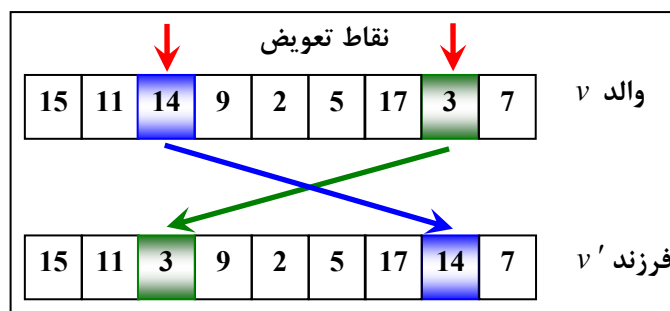 نقاط تعویض
15 11 14 9 2 5 17 3 7
والد v
15 11 3 9 2 5 17 14 7
فرزند v ′